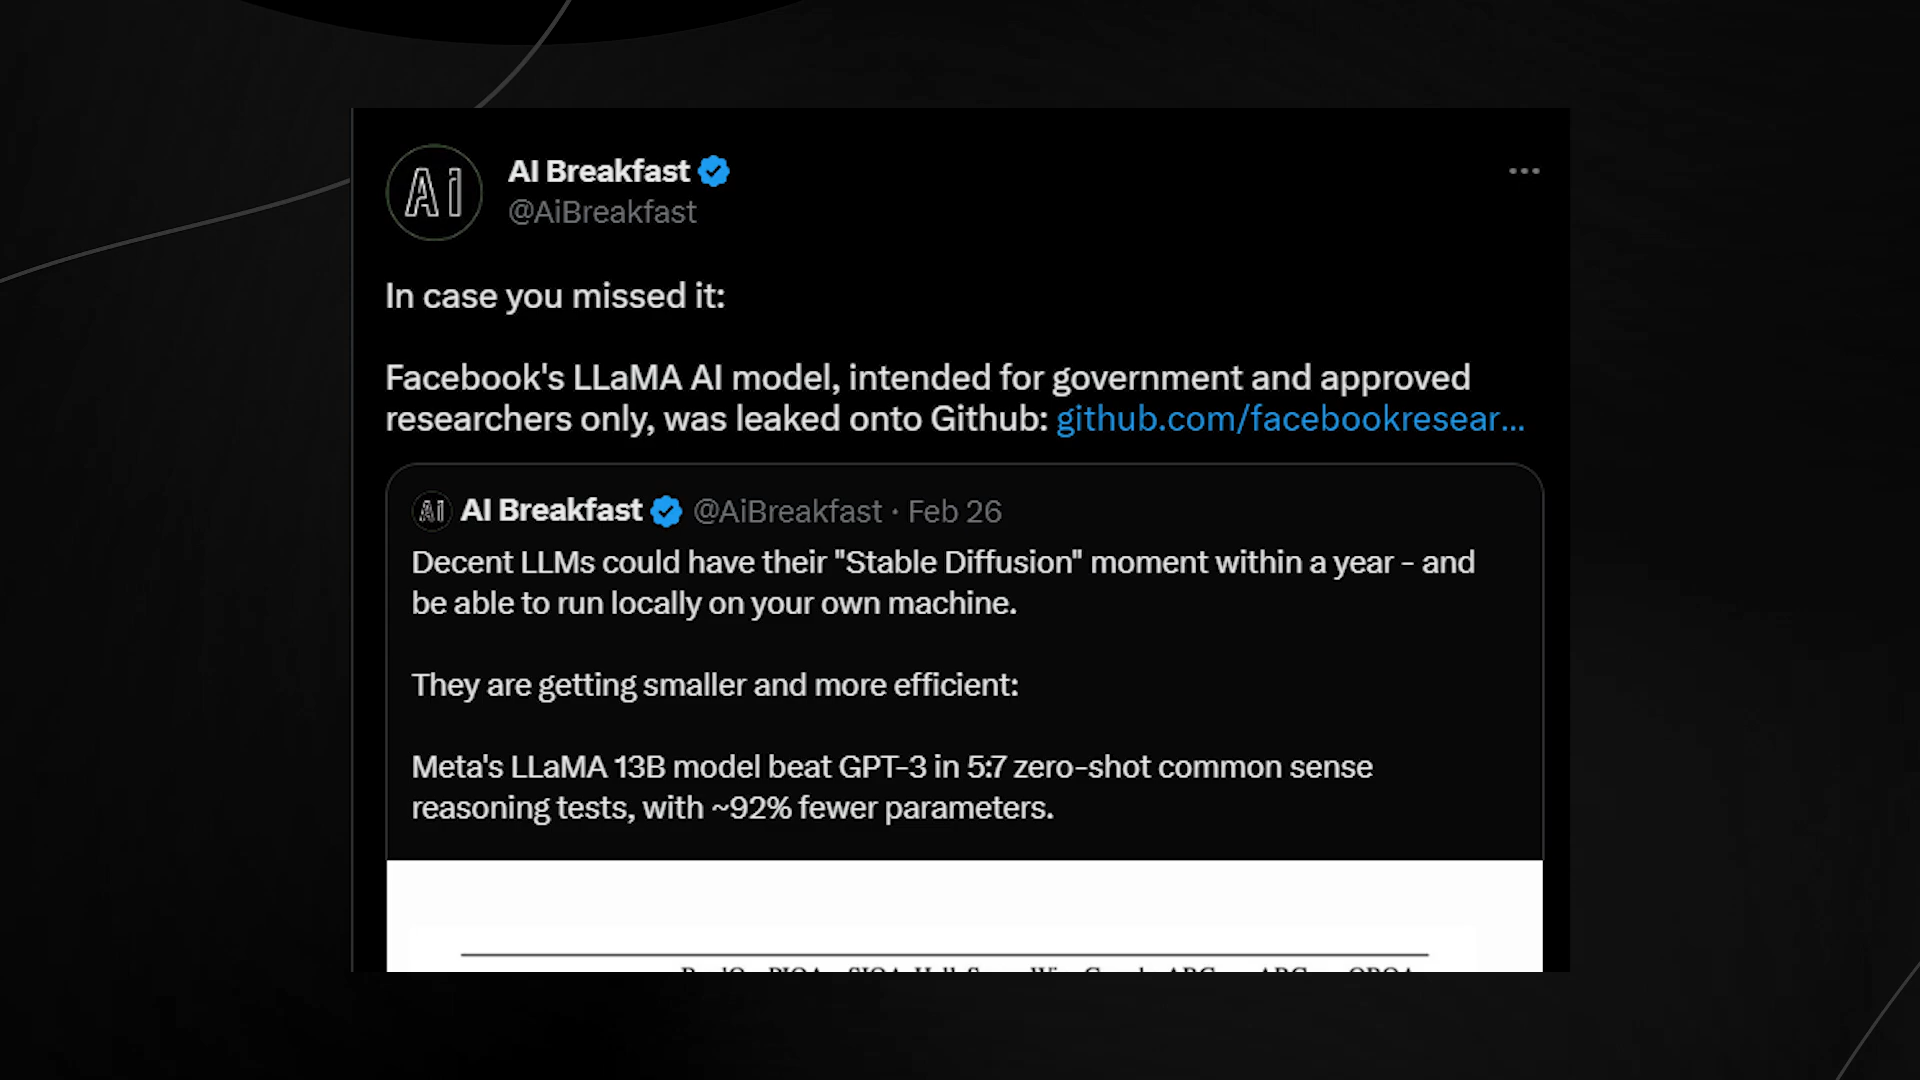 Ai
AI Breakfast
@AiBreakfast
In case you missed it:
Facebook's LLaMA AI model, intended for government and approved
researchers only, was leaked onto Github: github.com/facebookresear...
Ai AI Breakfast @AiBreakfast · Feb 26
Decent LLMs could have their "Stable Diffusion" moment within a year - and
be able to run locally on your own machine.
They are getting smaller and more efficient:
Meta's LLaMA 13B model beat GPT-3 in 5:7 zero-shot common sense
reasoning tests, with ~92% fewer parameters.